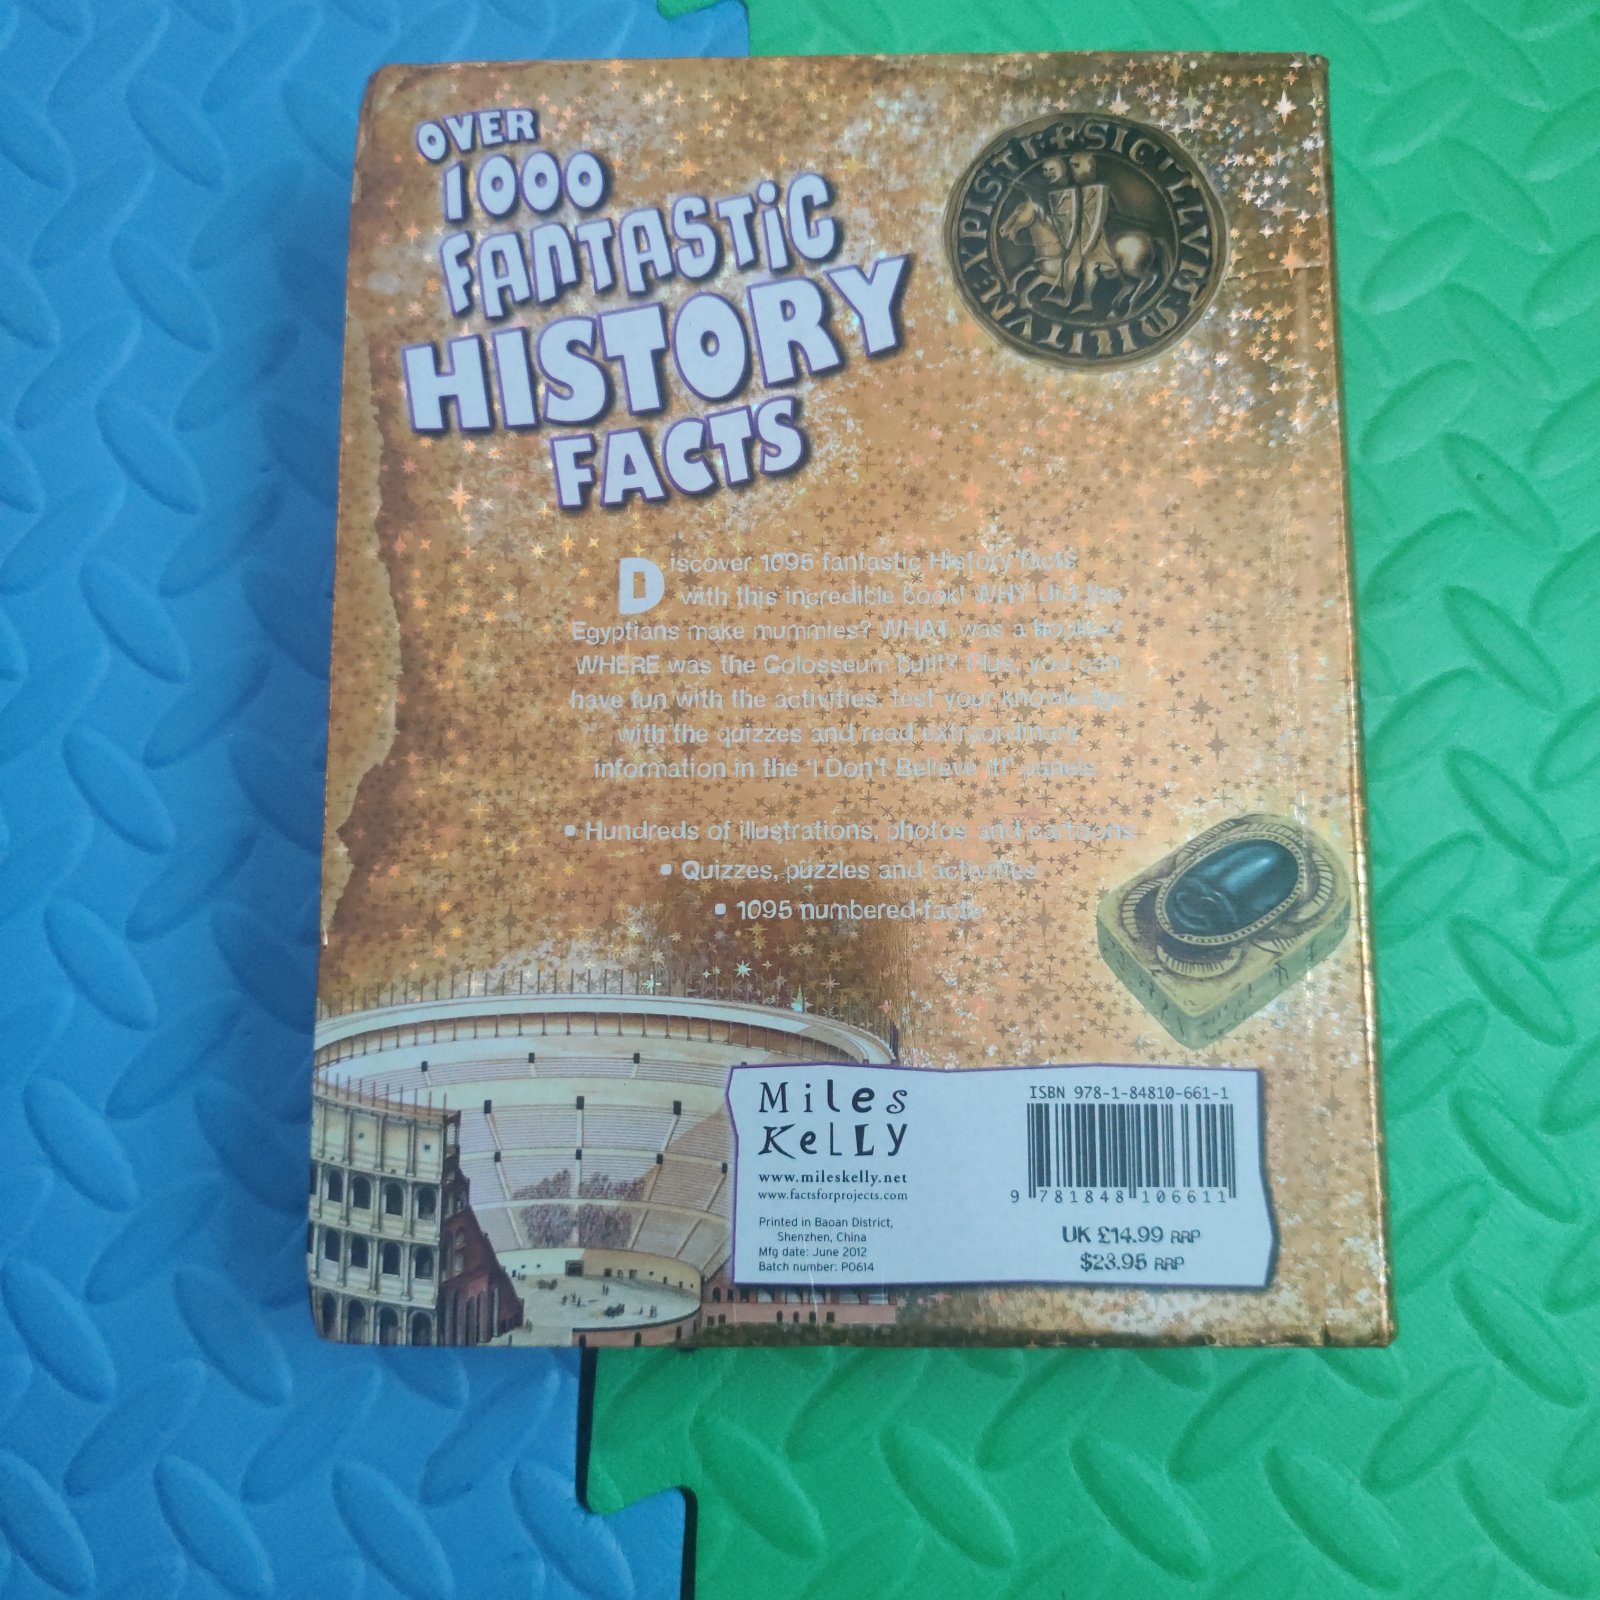 OVER
1000
FANTASTIC
HISTORY
FACTS
SIGILLVM MILITVM
Discover 1095 fantastic History facts
with this incredible book! WHY did the
Egyptians make mummies? WHAT was a hoplite?
WHERE was the Colosseum built? Plus, you can
have fun with the activities, test your knowledge
with the quizzes and read extraordinary
information in the 'I Don't Believe it!' panels
• Hundreds of illustrations, photos and cartoons
• Quizzes, puzzles and activities
• 1095 numbered facts
Miles
Kelly
www.mileskelly.net
www.factsforprojects.com
Printed in Baoan District,
Shenzhen, China
Mfg date: June 2012
Batch number: P0614
ISBN 978-1-84810-661-1
9 781848 106611
UK £14.99 RRP
$23.95 RRP